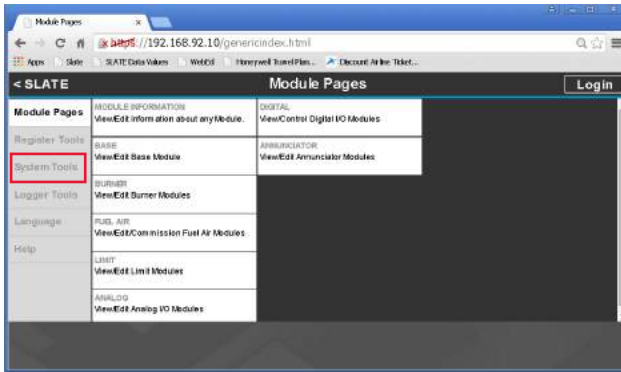 Module Pages
https://192.168.92.10/genericindex.html
Apps Slate SLATE Data Values WebEd Honeywell Travel Plan... Discount Airline Ticket...
< SLATE Module Pages Login
Module Pages
Register Tools
System Tools
Logger Tools
Language
Help
MODULE INFORMATION
View/Edit information about any Module.
BASE
View/Edit Base Module
BURNER
View/Edit Burner Modules
FUEL AIR
View/Edit/Commission Fuel Air Modules
LIMIT
View/Edit Limit Modules
ANALOG
View/Edit Analog I/O Modules
DIGITAL
View/Control Digital I/O Modules
ANNUNCIATOR
View/Edit Annunciator Modules